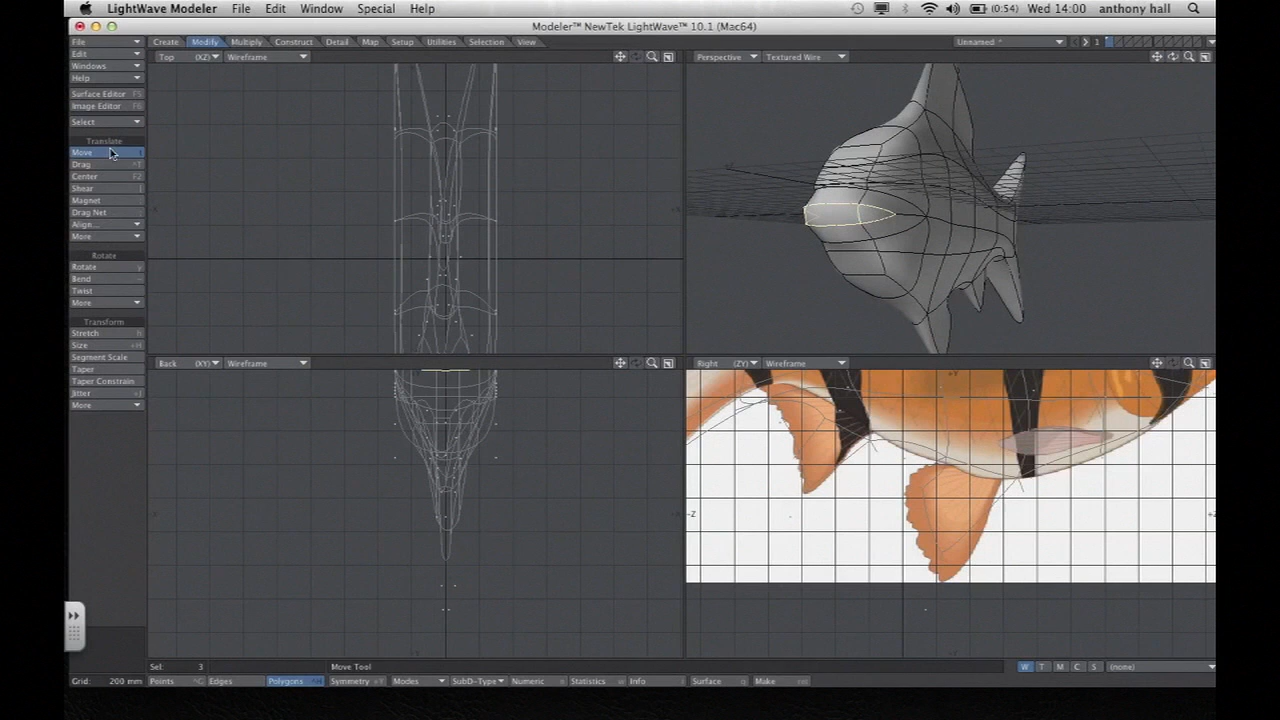 LightWave Modeler File Edit Window Special Help (0:54) Wed 14:00 anthony hall
Modeler™ NewTek LightWave™ 10.1 (Mac64)
File Create Modify Multiply Construct Detail Map Setup Utilities Selection View Unnamed * 1
Edit Top (XZ) Wireframe Perspective Textured Wire
Windows
Help
Surface Editor F5
Image Editor F6
Select
Translate
Move t
Drag ^T
Center F2
Shear [
Magnet
Drag Net
Align...
More
Rotate
Rotate y
Bend ~
Twist
More
Transform
Stretch h
Size +H
Segment Scale
Taper
Back (XY) Wireframe Right (ZY) Wireframe
Taper Constrain
Jitter +J
More
-Z
Sel: 3 Move Tool W T M C S (none)
Grid: 200 mm Points ^G Edges Polygons ^H Symmetry +Y Modes SubD-Type Numeric n Statistics w Info i Surface q Make